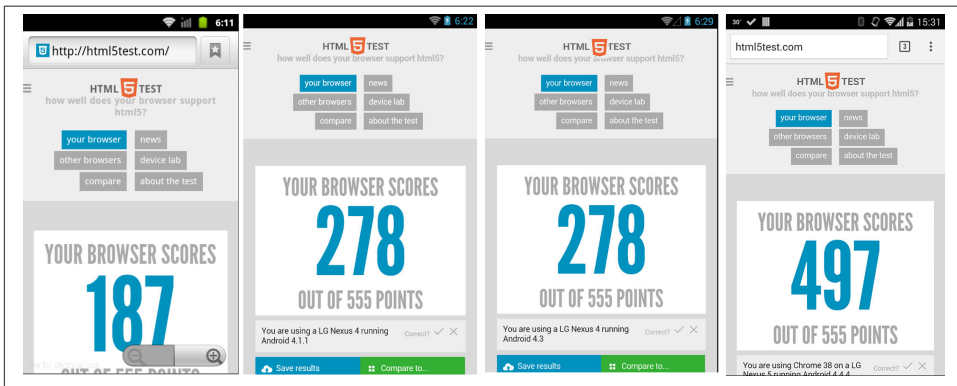 6:11
http://html5test.com/
HTML 5 TEST
how well does your browser support
html5?
your browser
news
other browsers
device lab
compare
about the test
YOUR BROWSER SCORES
187
6:22
HTML 5 TEST
how well does your browser support html5?
your browser
news
other browsers
device lab
compare
about the test
YOUR BROWSER SCORES
278
OUT OF 555 POINTS
You are using a LG Nexus 4 running
Android 4.1.1
Correct?
Save results
Compare to...
6:29
HTML 5 TEST
how well does your browser support html5?
your browser
news
other browsers
device lab
compare
about the test
YOUR BROWSER SCORES
278
OUT OF 555 POINTS
You are using a LG Nexus 4 running
Android 4.3
Correct?
Save results
Compare to...
30°
15:31
html5test.com
3
HTML 5 TEST
how well does your browser support html5?
your browser
news
other browsers
device lab
compare
about the test
YOUR BROWSER SCORES
497
OUT OF 555 POINTS
You are using Chrome 38 on a LG
Nexus 5 running Android 4.4.4
Correct?